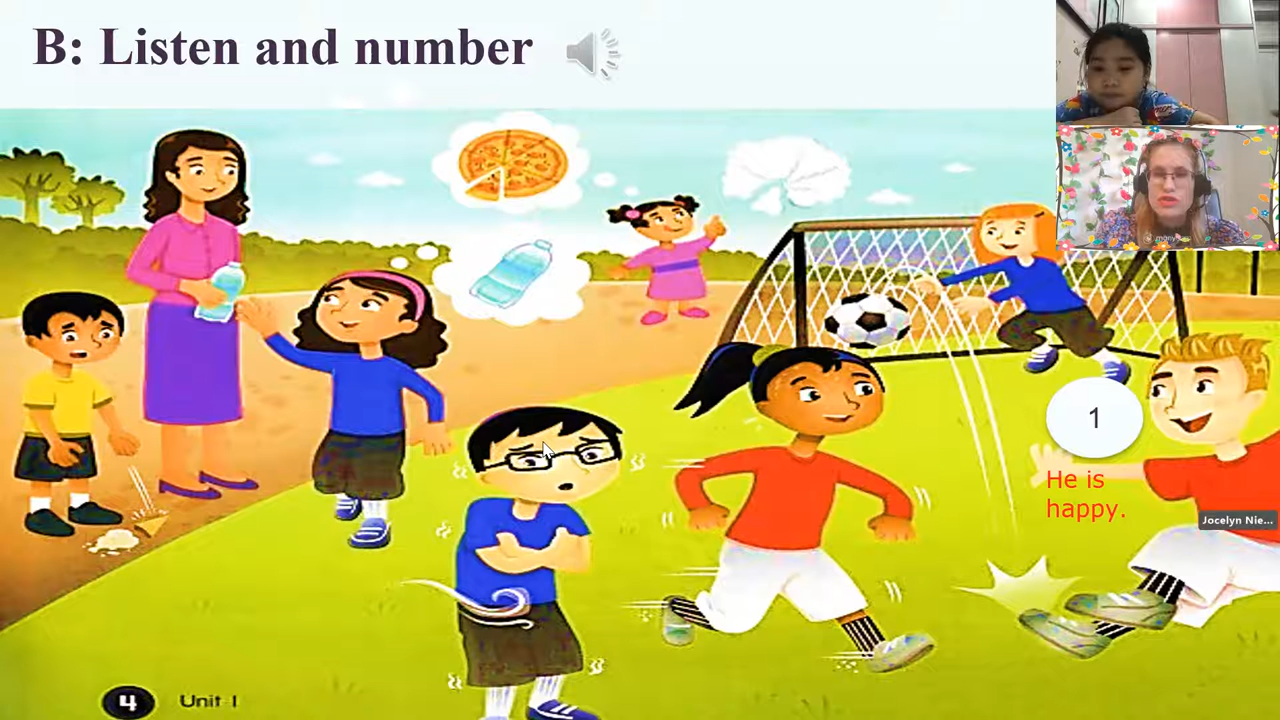 B: Listen and number
1
He is
happy.
Jocelyn Nie...
4 Unit 1